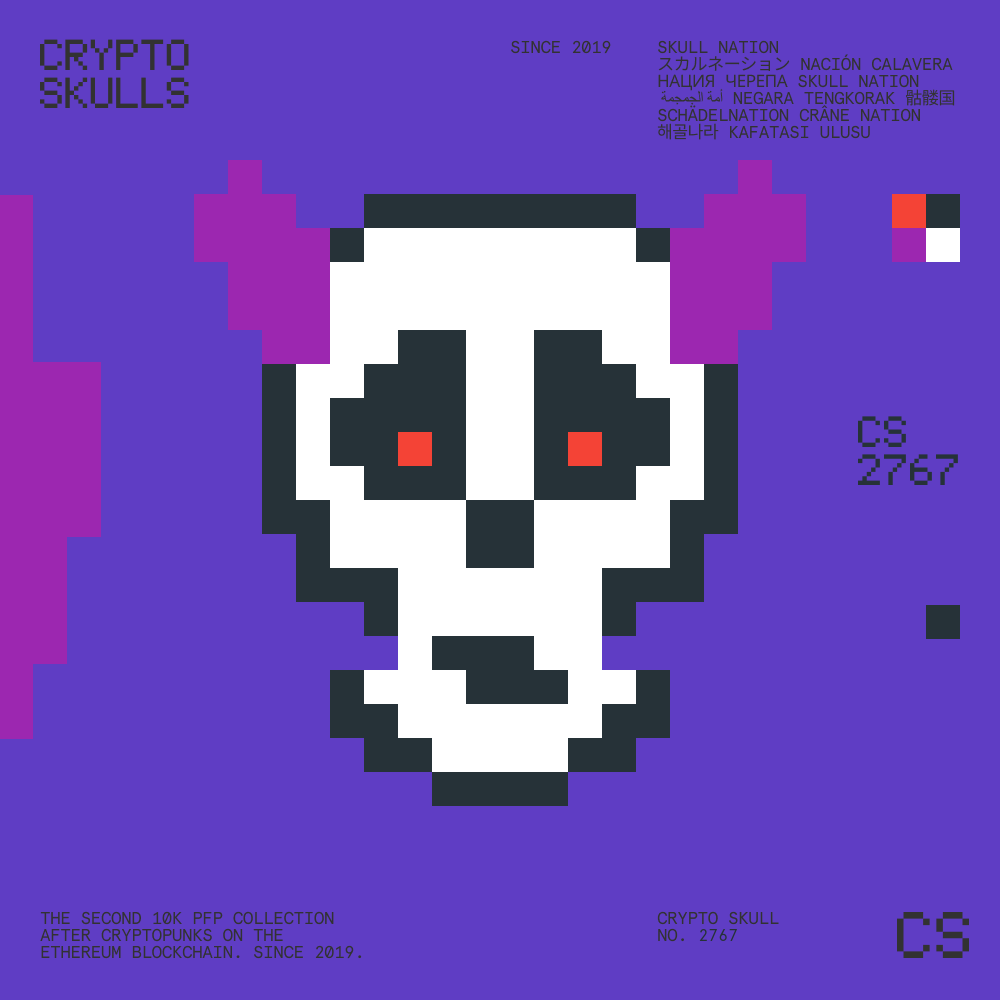 CRYPTO
SKULLS
SINCE 2019
SKULL NATION
スカルネーション NACIÓN CALAVERA
НАЦИЯ ЧЕРЕПА SKULL NATION
أمة الجمجمة NEGARA TENGKORAK 骷髅国
SCHÄDELNATION CRÂNE NATION
해골나라 KAFATASI ULUSU
CS
2767
THE SECOND 10K PFP COLLECTION
AFTER CRYPTOPUNKS ON THE
ETHEREUM BLOCKCHAIN. SINCE 2019.
CRYPTO SKULL
NO. 2767
CS